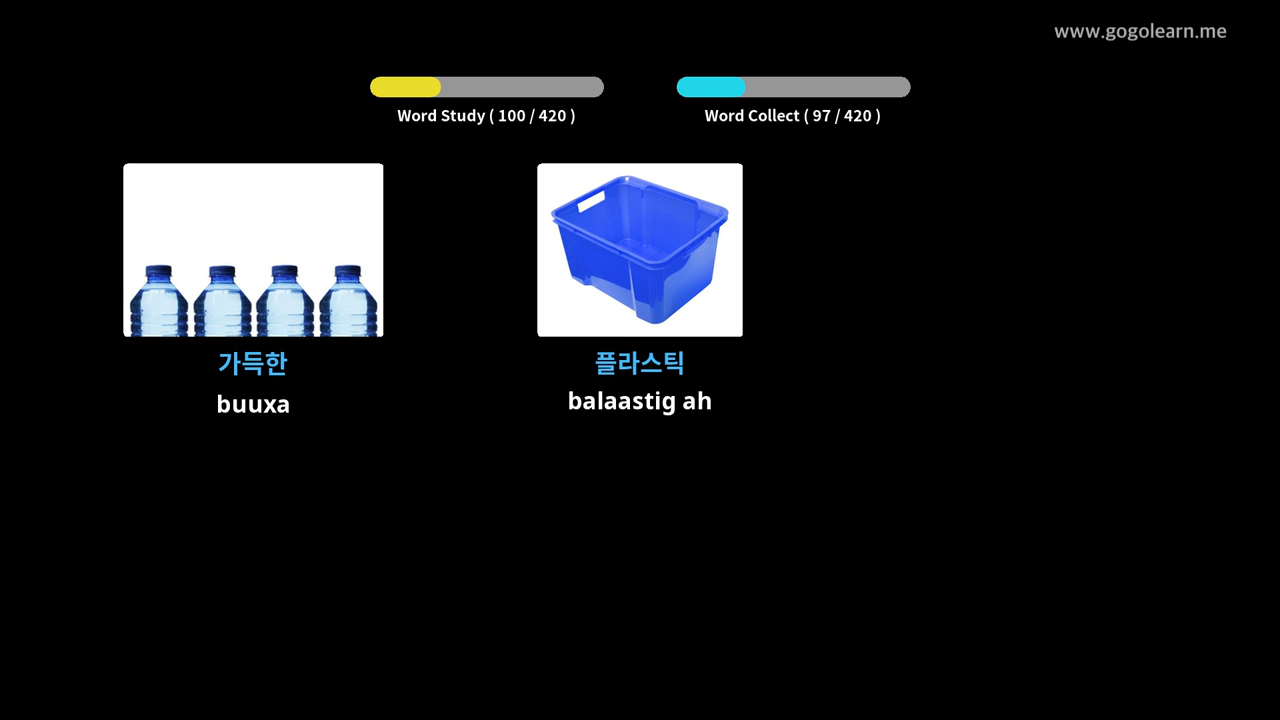 www.gogolearn.me
Word Study ( 100 / 420 )
Word Collect ( 97 / 420 )
가득한
buuxa
플라스틱
balaastig ah